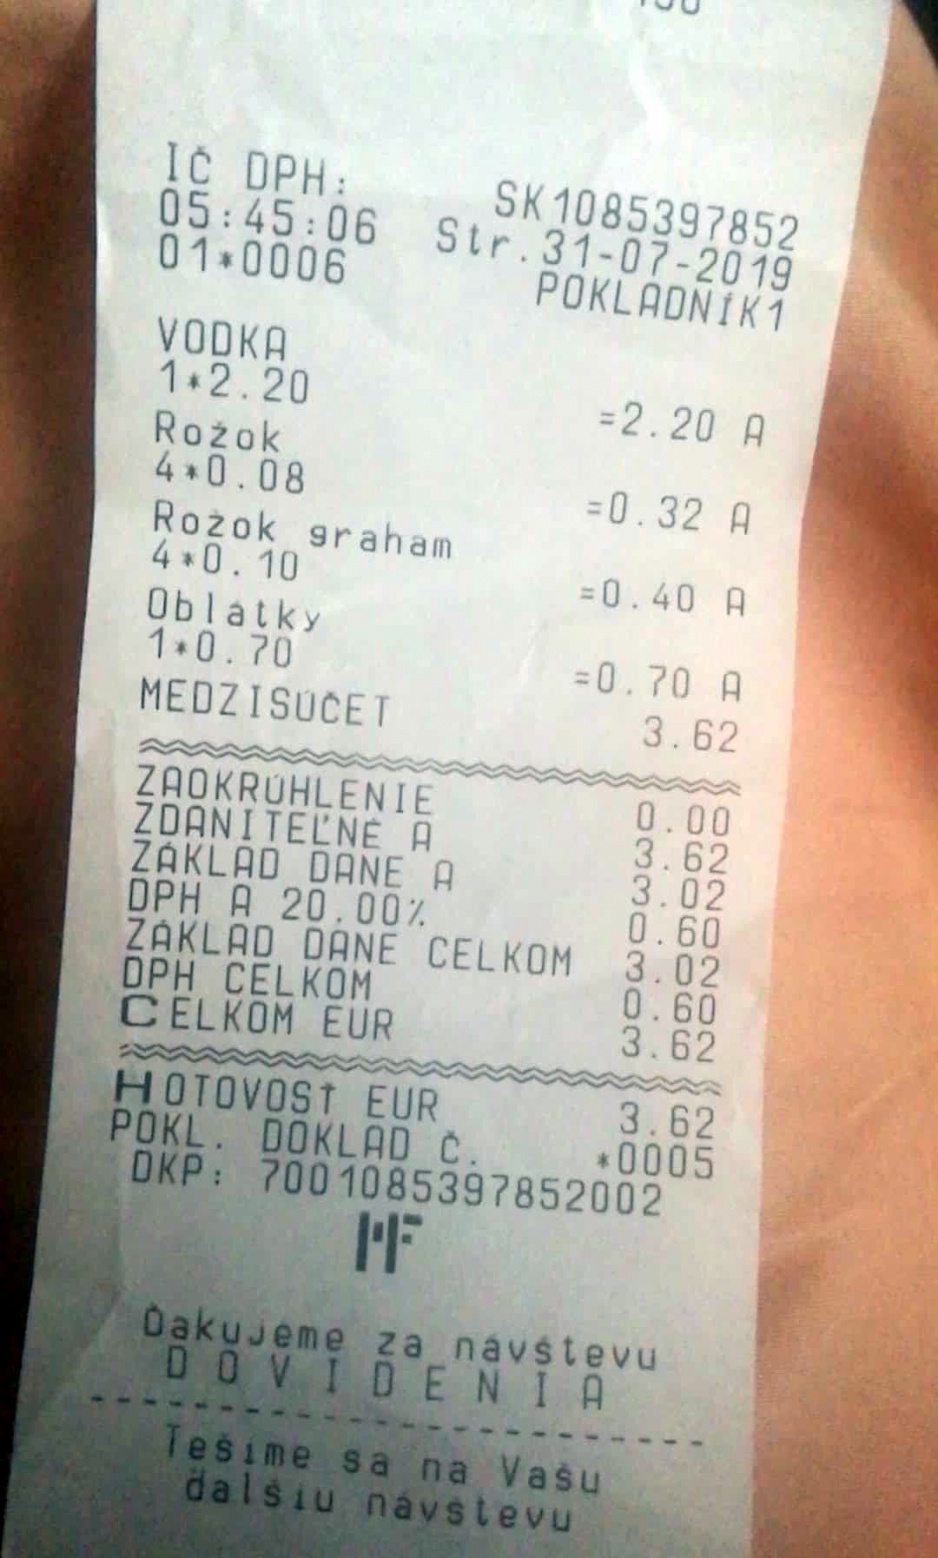 IČ DPH: SK1085397852
05:45:06 Str.31-07-2019
01*0006 POKLADNÍK1
VODKA
1*2.20 =2.20 A
Rožok
4*0.08 =0.32 A
Rožok graham
4*0.10 =0.40 A
Oblátky
1*0.70 =0.70 A
MEDZISÚČET 3.62
ZAOKRÚHLENIE 0.00
ZDANITEĽNÉ A 3.62
ZÁKLAD DANE A 3.02
DPH A 20.00% 0.60
ZÁKLAD DANE CELKOM 3.02
DPH CELKOM 0.60
CELKOM EUR 3.62
HOTOVOSŤ EUR 3.62
POKL. DOKLAD Č. *0005
DKP: 7001085397852002
MF
Ďakujeme za návštevu
D O V I D E N I A
Tešíme sa na Vašu
ďalšiu návštevu